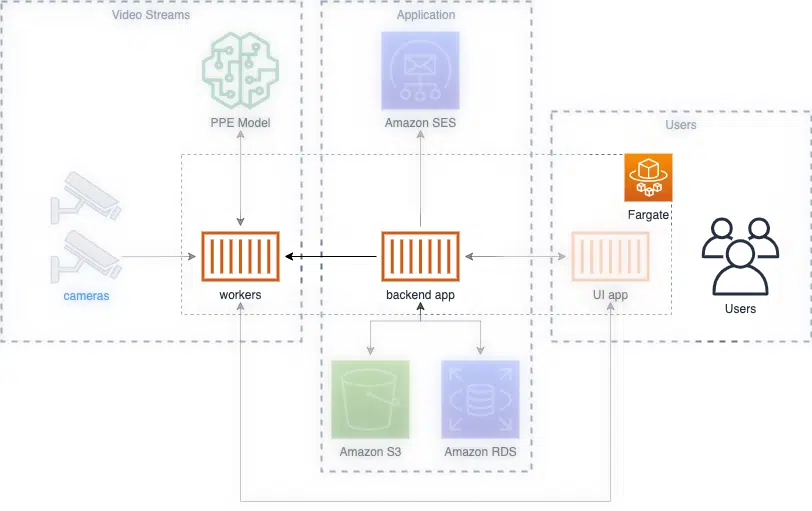 Video Streams
Application
PPE Model
Amazon SES
Users
Fargate
cameras
workers
backend app
UI app
Users
Amazon S3
Amazon RDS